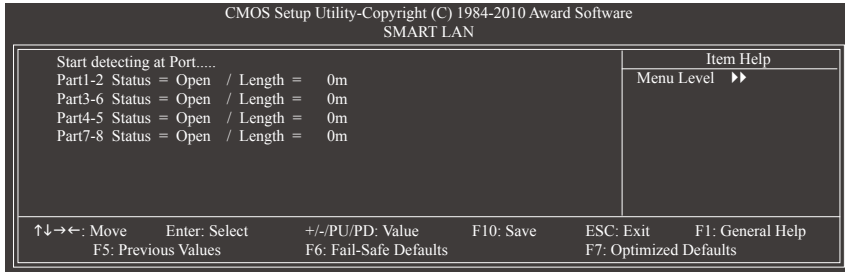 CMOS Setup Utility-Copyright (C) 1984-2010 Award Software
SMART LAN
Start detecting at Port.....
Part1-2 Status = Open / Length = 0m
Part3-6 Status = Open / Length = 0m
Part4-5 Status = Open / Length = 0m
Part7-8 Status = Open / Length = 0m
Item Help
Menu Level ▶▶
↑↓→←: Move Enter: Select +/-/PU/PD: Value F10: Save ESC: Exit F1: General Help
F5: Previous Values F6: Fail-Safe Defaults F7: Optimized Defaults